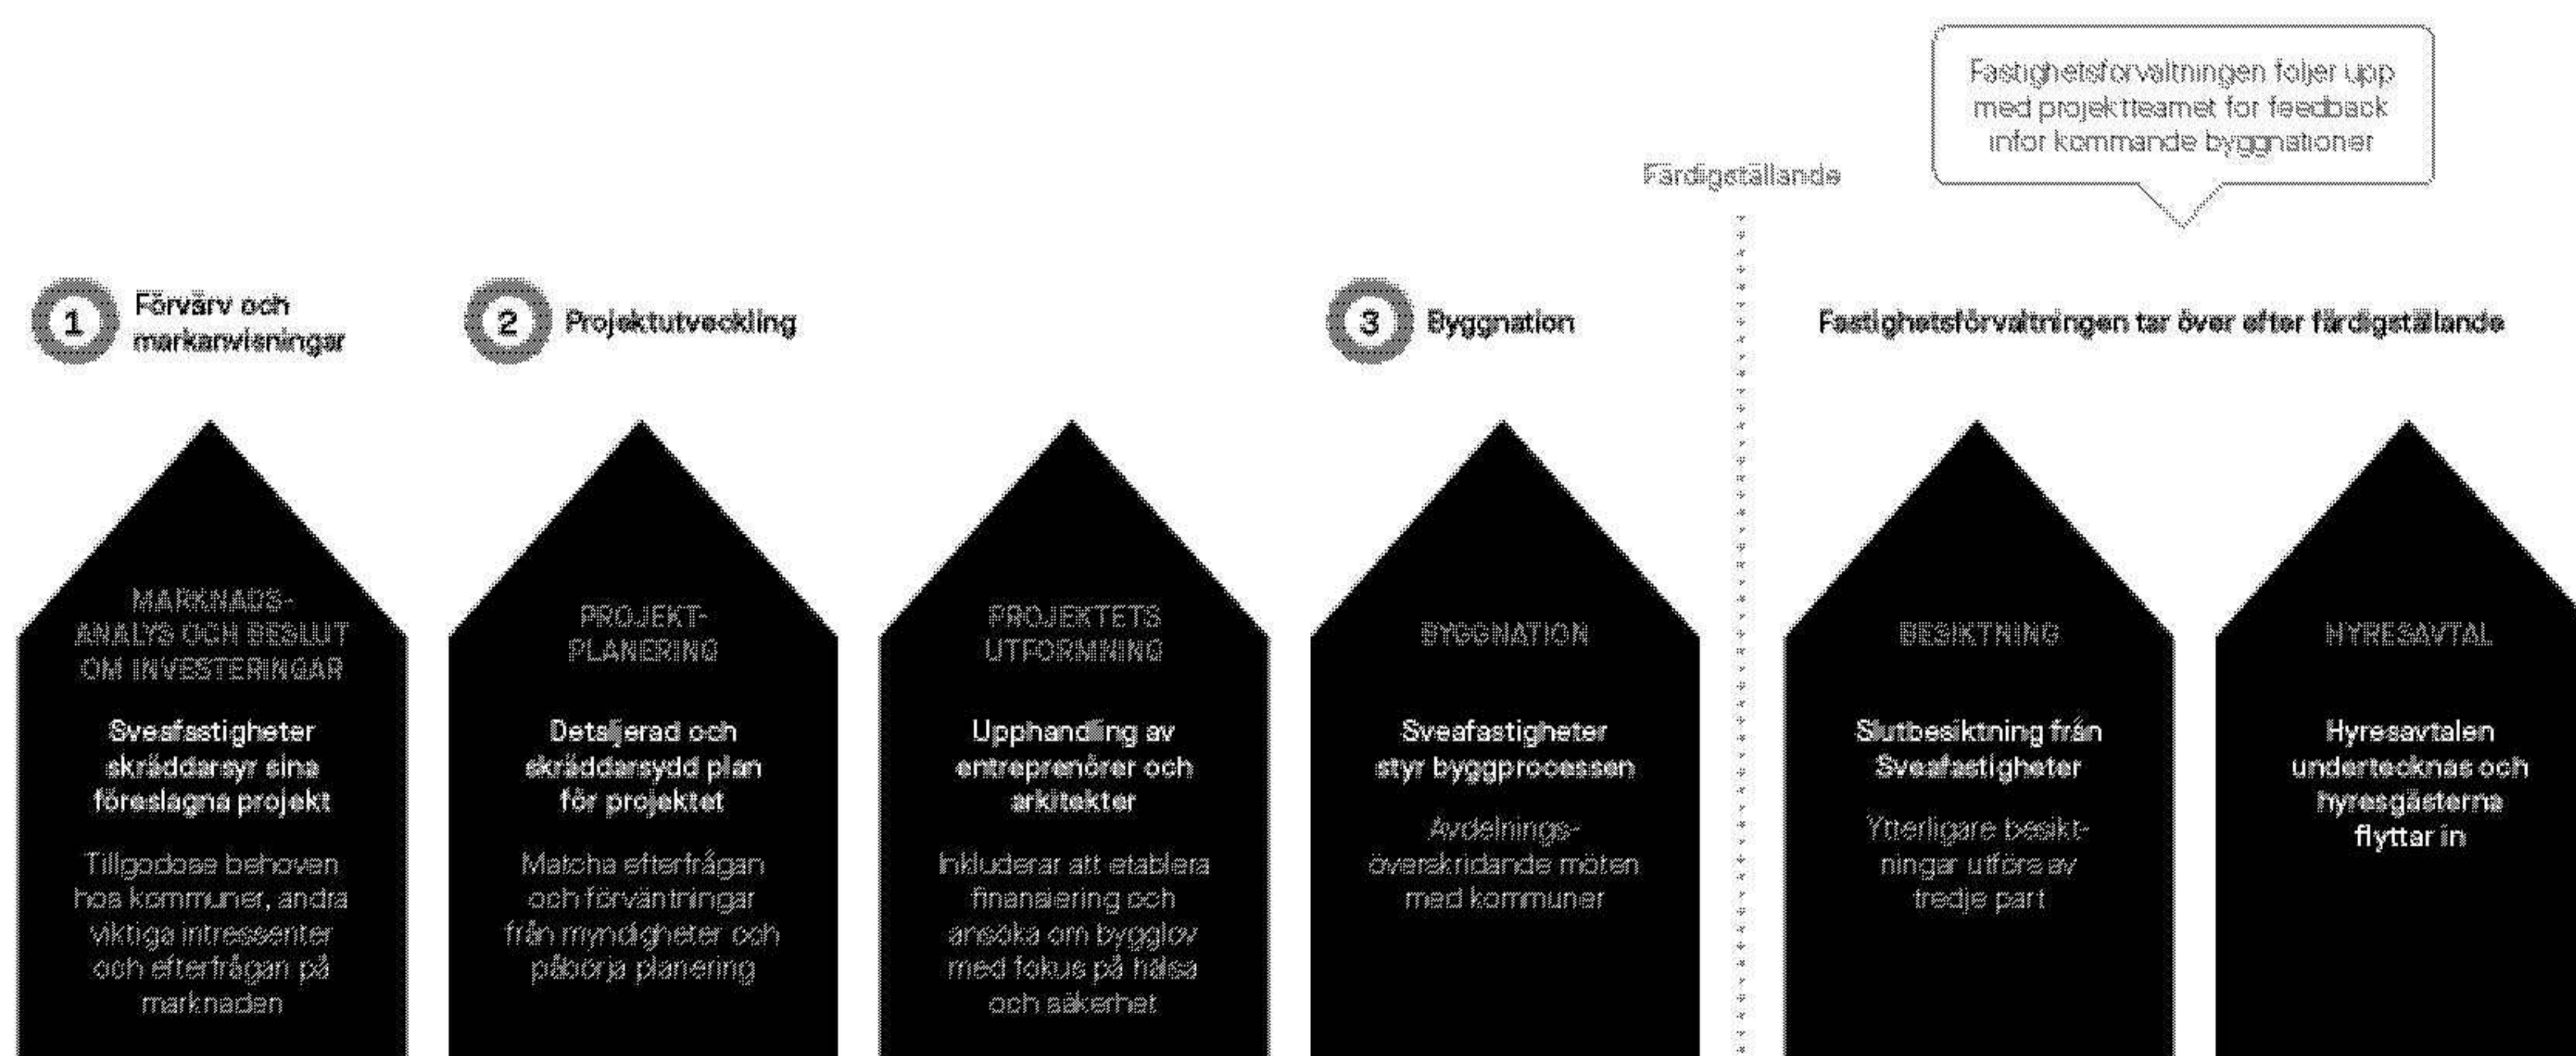 Fastighetsförvaltningen följer upp
med projektteamet för feedback
inför kommande byggnationer
Färdigställande
1
Förvärv och
markanvisningar
2
Projektutveckling
3
Byggnation
Fastighetsförvaltningen tar över efter färdigställande
MARKNADS-
ANALYS OCH BESLUT
OM INVESTERINGAR
Sveafastigheter
skräddarsyr sina
föreslagna projekt
Tillgodose behoven
hos kommuner, andra
viktiga intressenter
och efterfrågan på
marknaden
PROJEKT-
PLANERING
Detaljerad och
skräddarsydd plan
för projektet
Matcha efterfrågan
och förväntningar
från myndigheter och
påbörja planering
PROJEKTETS
UTFORMNING
Upphandling av
entreprenörer och
arkitekter
Inkluderar att etablera
finansiering och
ansöka om bygglov
med fokus på hälsa
och säkerhet
BYGGNATION
Sveafastigheter
styr byggprocessen
Avdelnings-
överskridande möten
med kommuner
BESIKTNING
Slutbesiktning från
Sveafastigheter
Ytterligare besikt-
ningar utförs av
tredje part
HYRESAVTAL
Hyresavtalen
undertecknas och
hyresgästerna
flyttar in